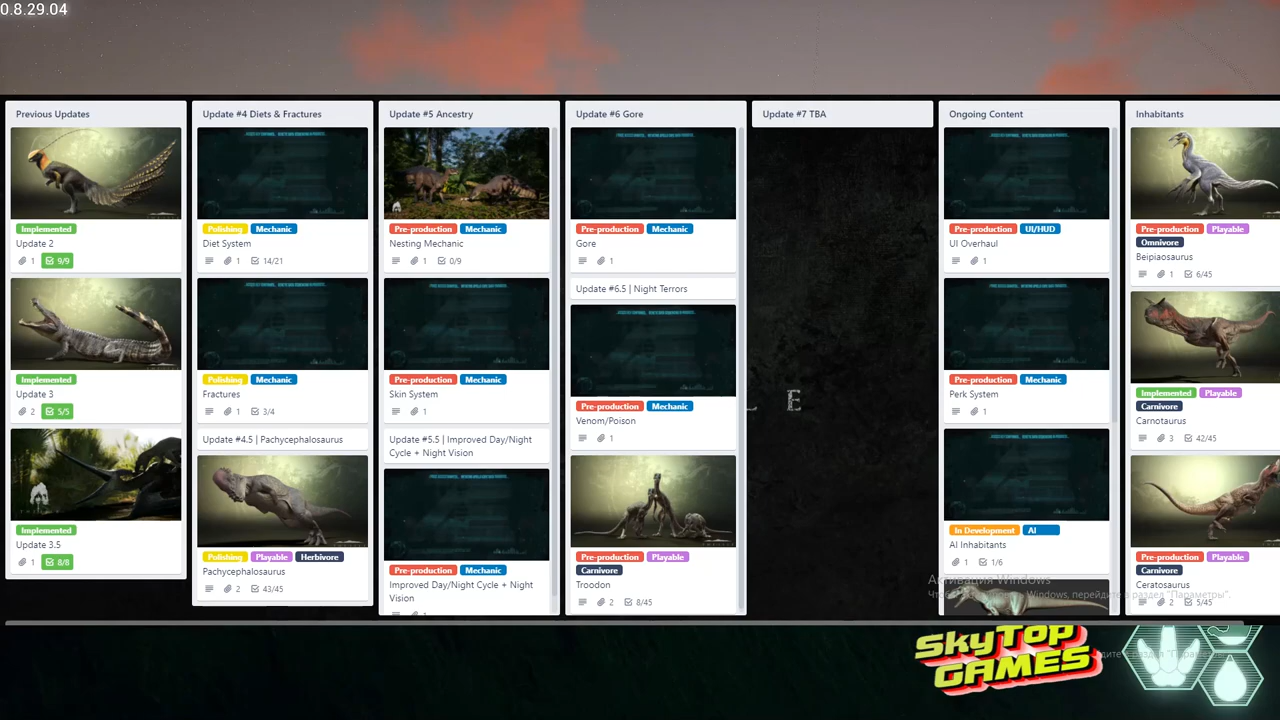 0.8.29.04
Previous Updates
Implemented
Update 2
1 9/9
Implemented
Update 3
2 5/5
Implemented
Update 3.5
1 8/8
Update #4 Diets & Fractures
Polishing Mechanic
Diet System
1 14/21
Polishing Mechanic
Fractures
1 3/4
Update #4.5 | Pachycephalosaurus
Polishing Playable Herbivore
Pachycephalosaurus
2 43/45
Update #5 Ancestry
Pre-production Mechanic
Nesting Mechanic
1 0/9
Pre-production Mechanic
Skin System
1
Update #5.5 | Improved Day/Night
Cycle + Night Vision
Pre-production Mechanic
Improved Day/Night Cycle + Night
Vision
Update #6 Gore
Pre-production Mechanic
Gore
1
Update #6.5 | Night Terrors
Pre-production Mechanic
Venom/Poison
1
Pre-production Playable
Carnivore
Troodon
2 8/45
Update #7 TBA
L E
Ongoing Content
Pre-production UI/HUD
UI Overhaul
1
Pre-production Mechanic
Perk System
1
In Development AI
AI Inhabitants
1 1/6
Inhabitants
Pre-production Playable
Omnivore
Beipiaosaurus
1 6/45
Implemented Playable
Carnivore
Carnotaurus
3 42/45
Pre-production Playable
Carnivore
Ceratosaurus
2 5/45
Активация Windows
Windows, перейдите в раздел "Параметры".
SKYTOP
GAMES